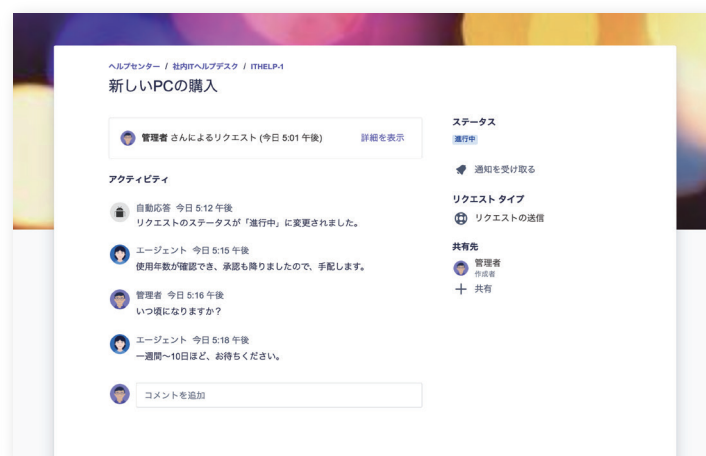 ヘルプセンター / 社内ITヘルプデスク / ITHELP-1
新しいPCの購入
管理者 さんによるリクエスト (今日 5:01 午後) 詳細を表示
アクティビティ
自動応答 今日 5:12 午後
リクエストのステータスが「進行中」に変更されました。
エージェント 今日 5:15 午後
使用年数が確認でき、承認も降りましたので、手配します。
管理者 今日 5:16 午後
いつ頃になりますか？
エージェント 今日 5:18 午後
一週間〜10日ほど、お待ちください。
コメントを追加
ステータス
進行中
通知を受け取る
リクエスト タイプ
リクエストの送信
共有先
管理者
作成者
共有